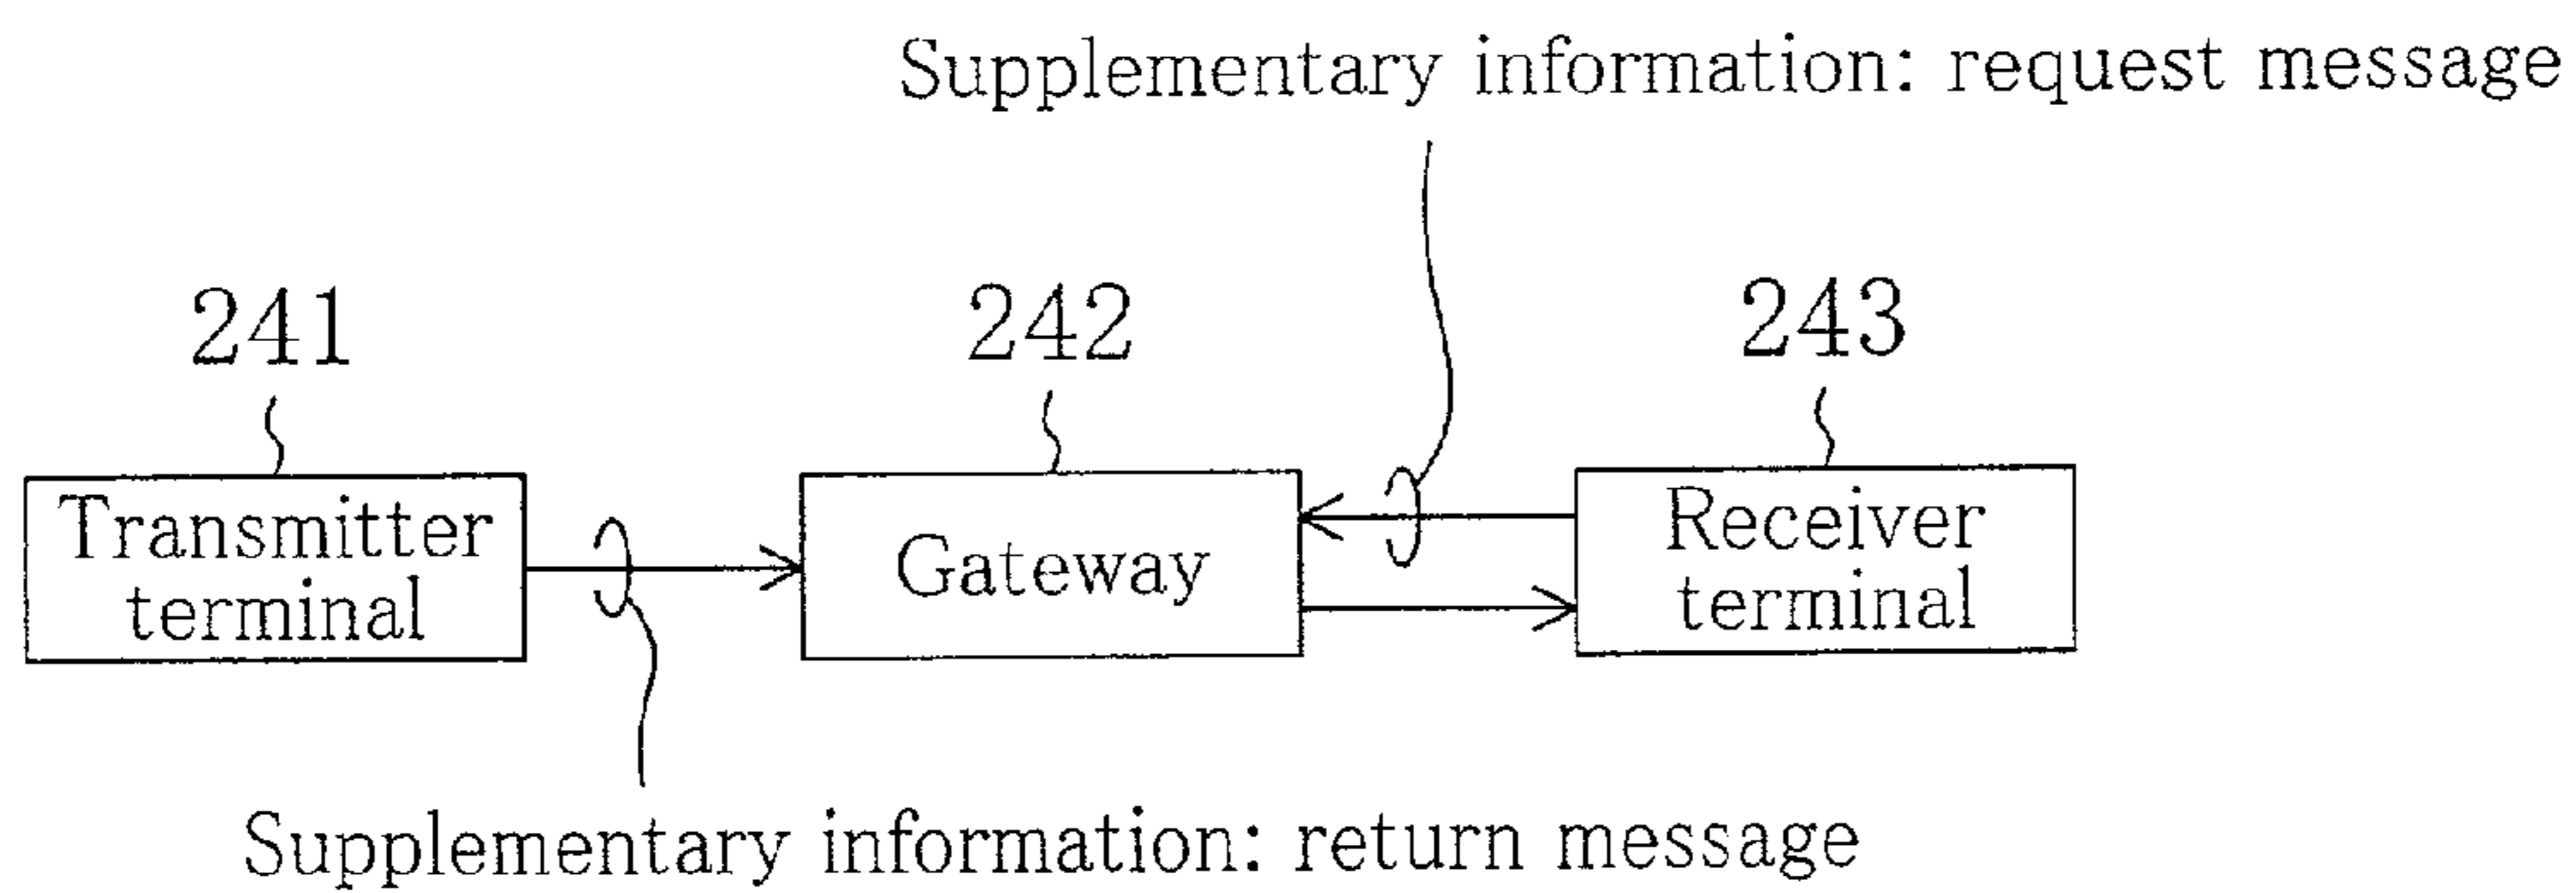 Supplementary information: request message
241
242
243
Transmitter
terminal
Gateway
Receiver
terminal
Supplementary information: return message